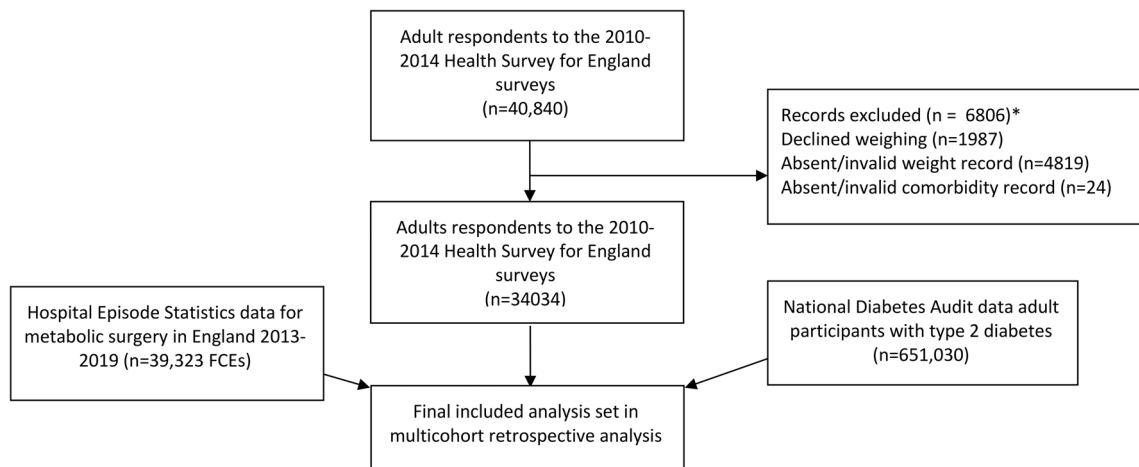 Adult respondents to the 2010-
2014 Health Survey for England
surveys
(n=40,840)
Records excluded (n = 6806)*
Declined weighing (n=1987)
Absent/invalid weight record (n=4819)
Absent/invalid comorbidity record (n=24)
Adults respondents to the 2010-
2014 Health Survey for England
surveys
(n=34034)
Hospital Episode Statistics data for
metabolic surgery in England 2013-
2019 (n=39,323 FCEs)
National Diabetes Audit data adult
participants with type 2 diabetes
(n=651,030)
Final included analysis set in
multicohort retrospective analysis